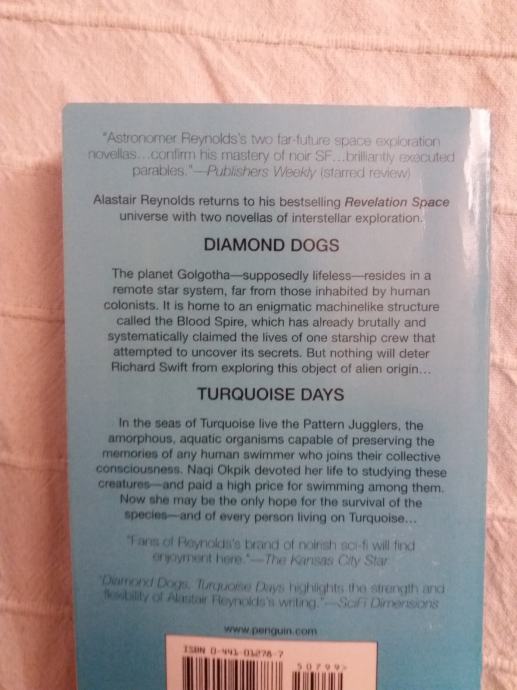 "Astronomer Reynolds's two far-future space exploration
novellas...confirm his mastery of noir SF...brilliantly executed
parables."—Publishers Weekly (starred review)
Alastair Reynolds returns to his bestselling Revelation Space
universe with two novellas of interstellar exploration.
DIAMOND DOGS
The planet Golgotha—supposedly lifeless—resides in a
remote star system, far from those inhabited by human
colonists. It is home to an enigmatic machinelike structure
called the Blood Spire, which has already brutally and
systematically claimed the lives of one starship crew that
attempted to uncover its secrets. But nothing will deter
Richard Swift from exploring this object of alien origin...
TURQUOISE DAYS
In the seas of Turquoise live the Pattern Jugglers, the
amorphous, aquatic organisms capable of preserving the
memories of any human swimmer who joins their collective
consciousness. Naqi Okpik devoted her life to studying these
creatures—and paid a high price for swimming among them.
Now she may be the only hope for the survival of the
species—and of every person living on Turquoise...
"Fans of Reynolds's brand of noirish sci-fi will find
enjoyment here."—The Kansas City Star
"Diamond Dogs, Turquoise Days highlights the strength and
flexibility of Alastair Reynolds's writing."—SciFi Dimensions
www.penguin.com
ISBN 0-441-01278-7
50799>